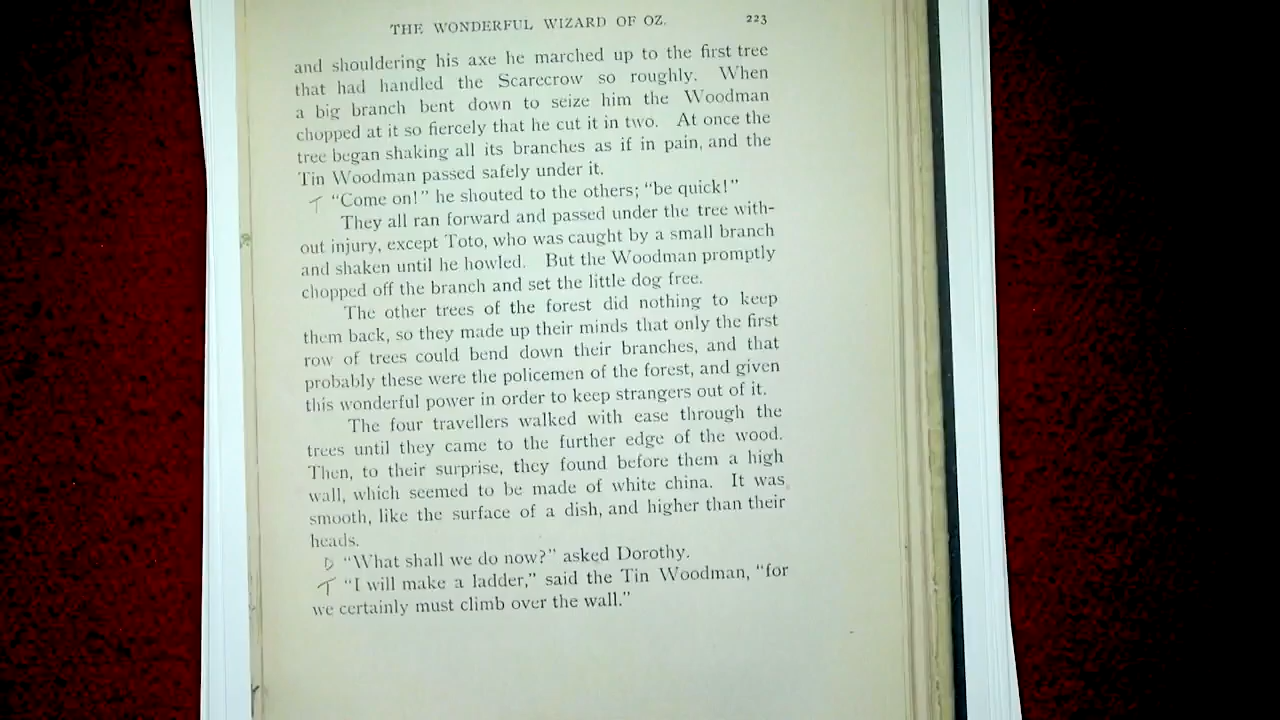 THE WONDERFUL WIZARD OF OZ. 223
and shouldering his axe he marched up to the first tree
that had handled the Scarecrow so roughly. When
a big branch bent down to seize him the Woodman
chopped at it so fiercely that he cut it in two. At once the
tree began shaking all its branches as if in pain, and the
Tin Woodman passed safely under it.
T "Come on!" he shouted to the others; "be quick!"
They all ran forward and passed under the tree with-
out injury, except Toto, who was caught by a small branch
and shaken until he howled. But the Woodman promptly
chopped off the branch and set the little dog free.
The other trees of the forest did nothing to keep
them back, so they made up their minds that only the first
row of trees could bend down their branches, and that
probably these were the policemen of the forest, and given
this wonderful power in order to keep strangers out of it.
The four travellers walked with ease through the
trees until they came to the further edge of the wood.
Then, to their surprise, they found before them a high
wall, which seemed to be made of white china. It was
smooth, like the surface of a dish, and higher than their
heads.
D "What shall we do now?" asked Dorothy.
T "I will make a ladder," said the Tin Woodman, "for
we certainly must climb over the wall."